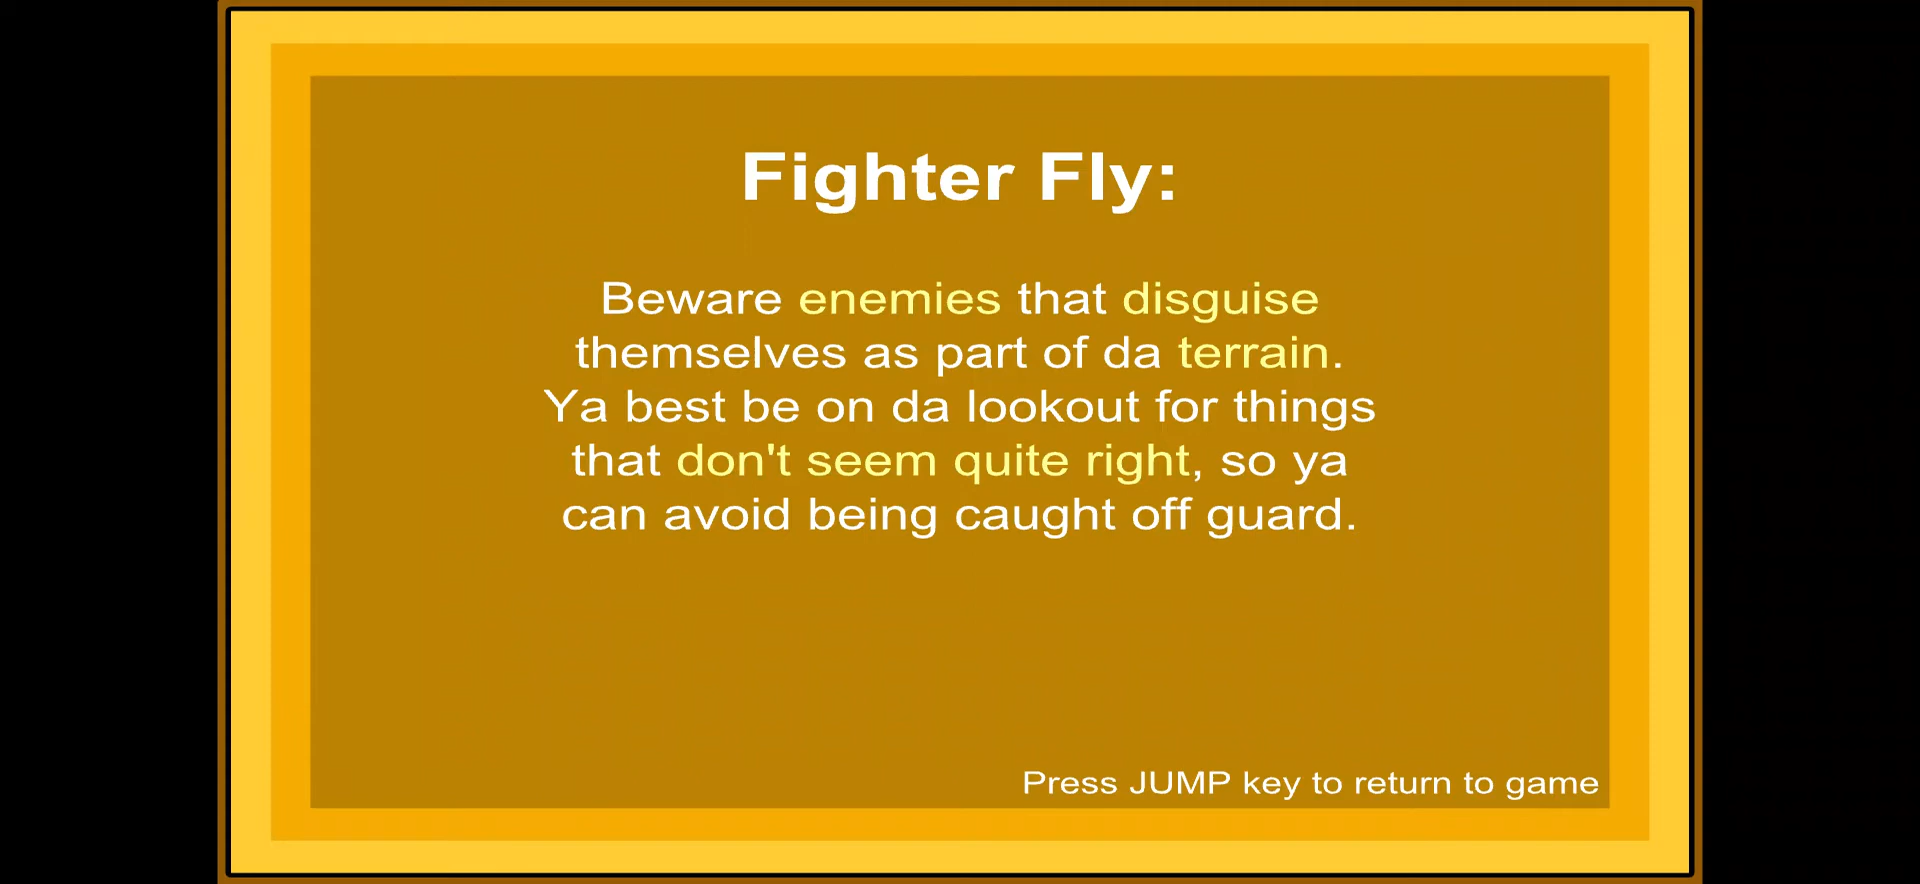 Fighter Fly:
Beware enemies that disguise
themselves as part of da terrain.
Ya best be on da lookout for things
that don't seem quite right, so ya
can avoid being caught off guard.
Press JUMP key to return to game